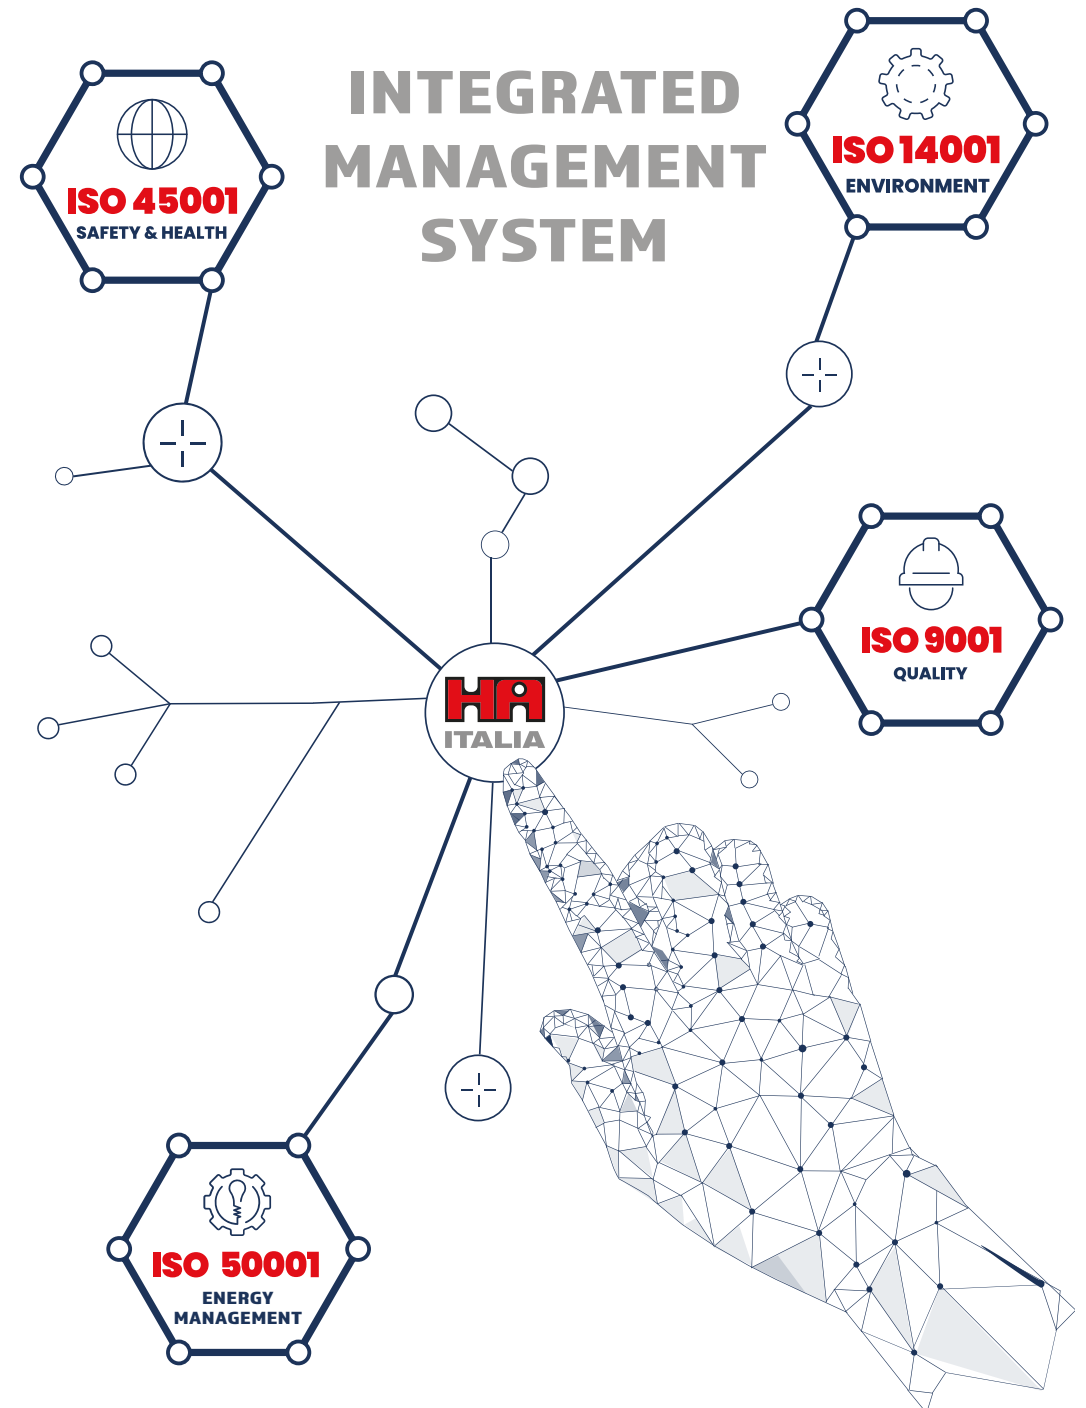 INTEGRATED
MANAGEMENT
SYSTEM
ISO 45001
SAFETY & HEALTH
ISO 14001
ENVIRONMENT
ISO 9001
QUALITY
HA
ITALIA
ISO 50001
ENERGY
MANAGEMENT